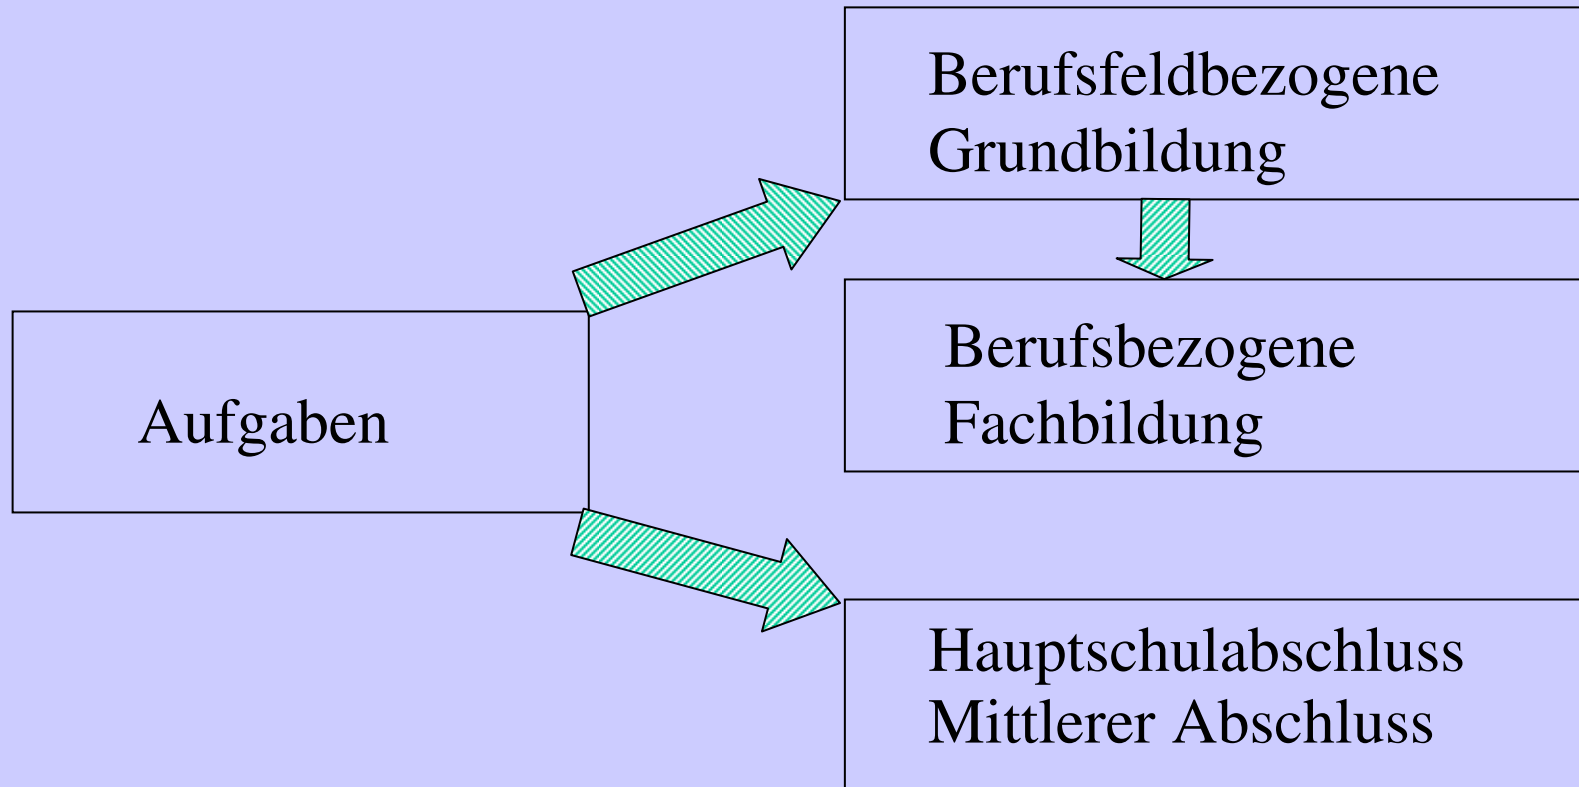 Berufsfeldbezogene
Grundbildung
Berufsbezogene
Fachbildung
Aufgaben
Hauptschulabschluss
Mittlerer Abschluss